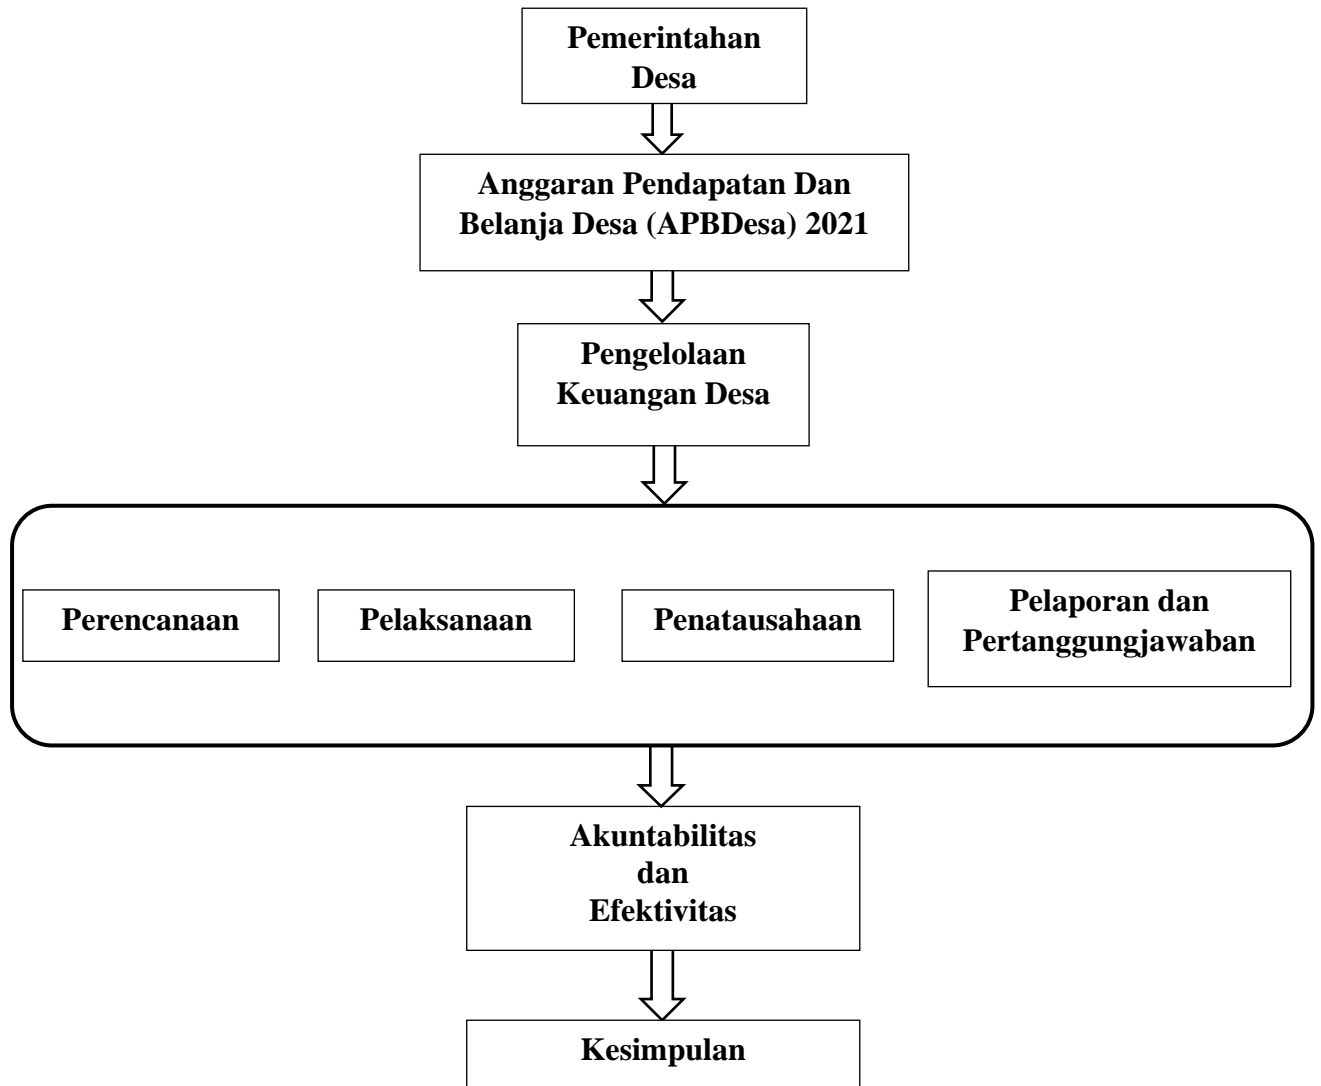 Pemerintahan
Desa
Anggaran Pendapatan Dan
Belanja Desa (APBDesa) 2021
Pengelolaan
Keuangan Desa
Perencanaan
Pelaksanaan
Penatausahaan
Pelaporan dan
Pertanggungjawaban
Akuntabilitas
dan
Efektivitas
Kesimpulan